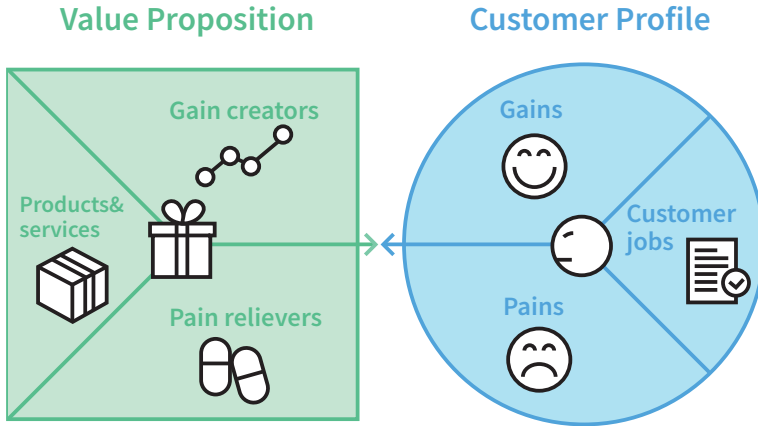 Value Proposition
Customer Profile
Gain creators
Products&
services
Pain relievers
Gains
Customer
jobs
Pains